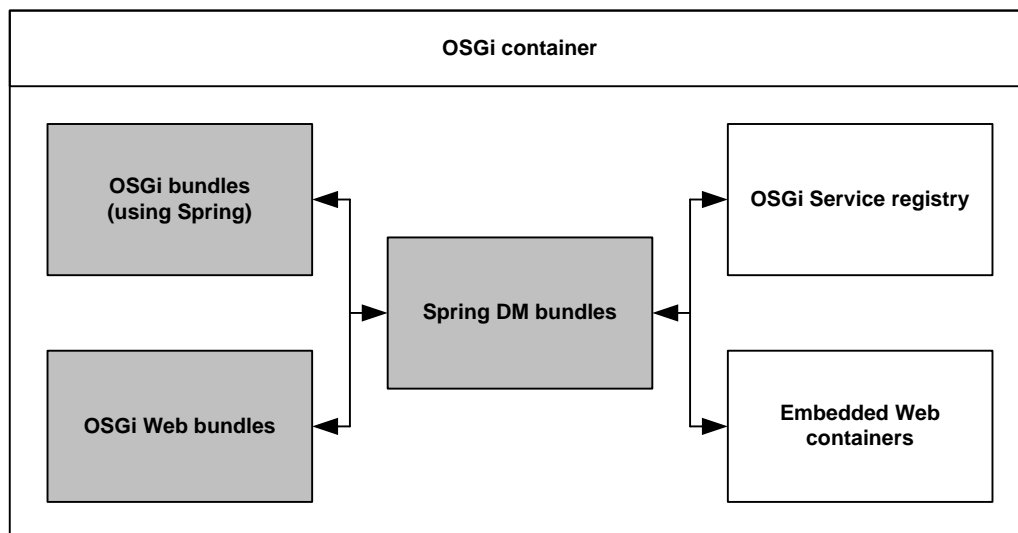 OSGi container
OSGi bundles
(using Spring)
OSGi Service registry
Spring DM bundles
OSGi Web bundles
Embedded Web
containers